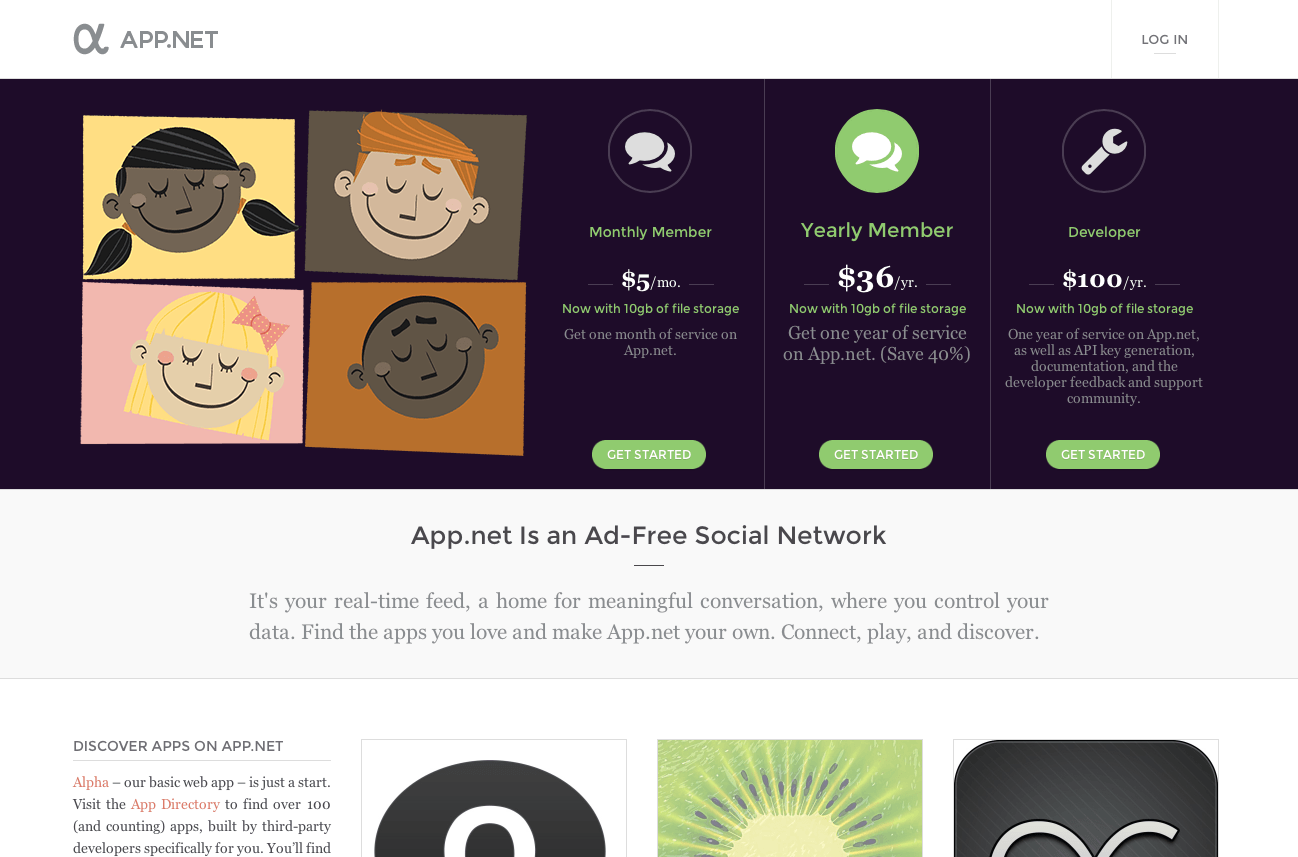 α APP.NET
LOG IN
Monthly Member
$5/mo.
Now with 10gb of file storage
Get one month of service on
App.net.
GET STARTED
Yearly Member
$36/yr.
Now with 10gb of file storage
Get one year of service
on App.net. (Save 40%)
GET STARTED
Developer
$100/yr.
Now with 10gb of file storage
One year of service on App.net,
as well as API key generation,
documentation, and the
developer feedback and support
community.
GET STARTED
App.net Is an Ad-Free Social Network
It's your real-time feed, a home for meaningful conversation, where you control your
data. Find the apps you love and make App.net your own. Connect, play, and discover.
DISCOVER APPS ON APP.NET
Alpha – our basic web app – is just a start.
Visit the App Directory to find over 100
(and counting) apps, built by third-party
developers specifically for you. You’ll find